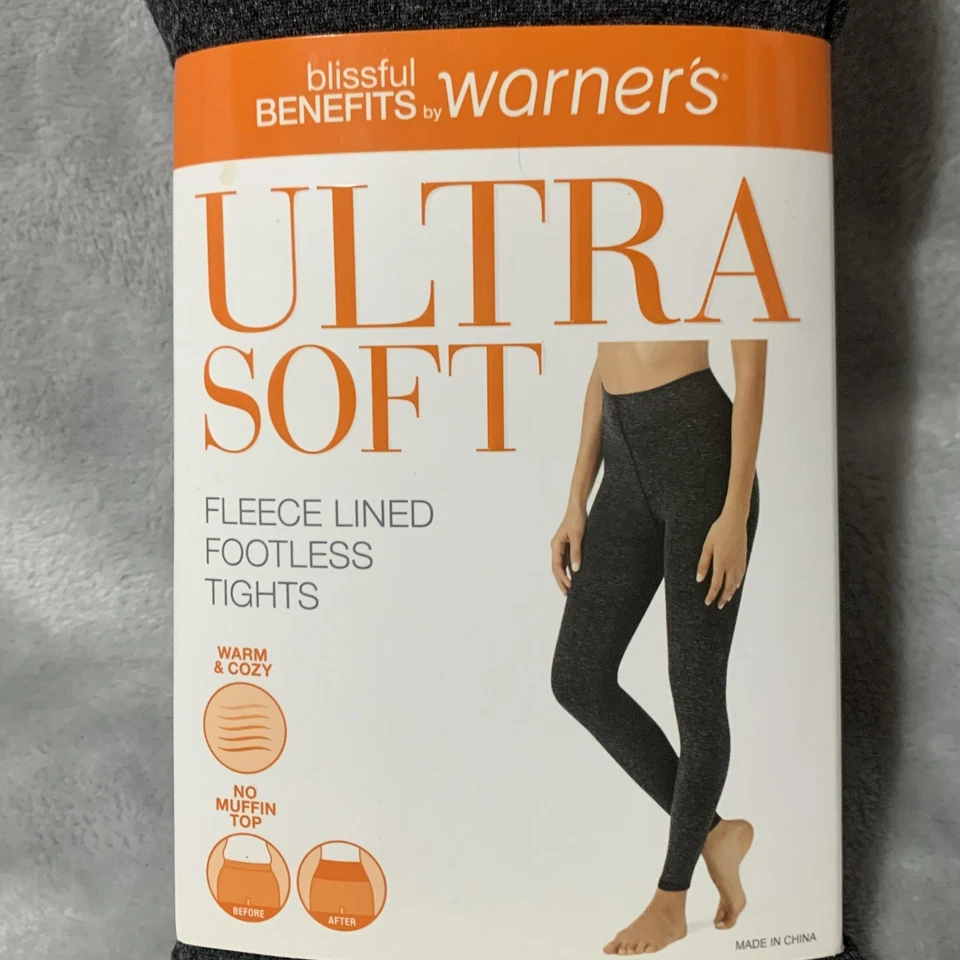 blissful
BENEFITS by warner's®
ULTRA
SOFT
FLEECE LINED
FOOTLESS
TIGHTS
WARM
& COZY
NO
MUFFIN
TOP
BEFORE
AFTER
MADE IN CHINA